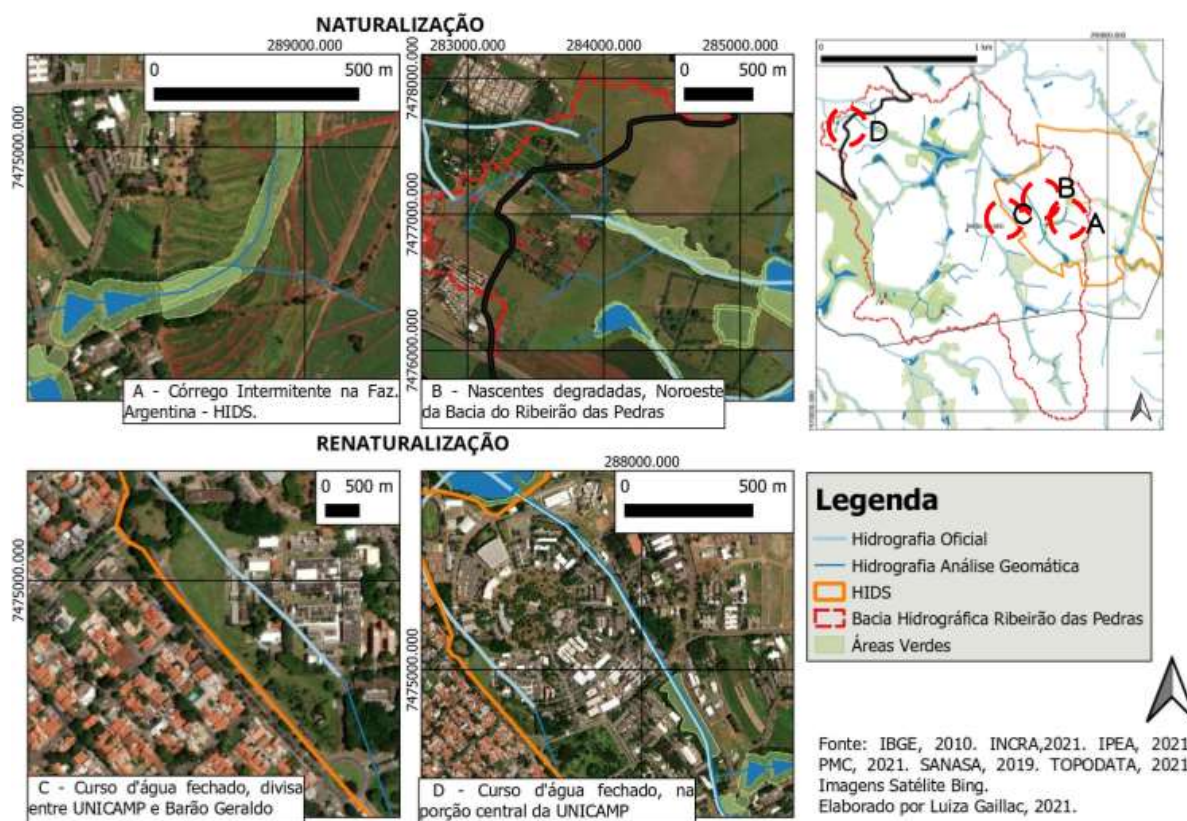 NATURALIZAÇÃO
289000.000
7475000.000
0 500 m
A - Córrego Intermitente na Faz.
Argentina - HIDS.
283000.000 284000.000 285000.000
7478000.000
7477000.000
7476000.000
0 500 m
B - Nascentes degradadas, Noroeste
da Bacia do Ribeirão das Pedras
0 1 km
D
B
C
A
RENATURALIZAÇÃO
7475000.000
0 500 m
C - Curso d'água fechado, divisa
entre UNICAMP e Barão Geraldo
288000.000
7475000.000
0 500 m
D - Curso d'água fechado, na
porção central da UNICAMP
Legenda
Hidrografia Oficial
Hidrografia Análise Geomática
HIDS
Bacia Hidrográfica Ribeirão das Pedras
Áreas Verdes
Fonte: IBGE, 2010. INCRA,2021. IPEA, 2021
PMC, 2021. SANASA, 2019. TOPODATA, 2021
Imagens Satélite Bing.
Elaborado por Luiza Gaillac, 2021.